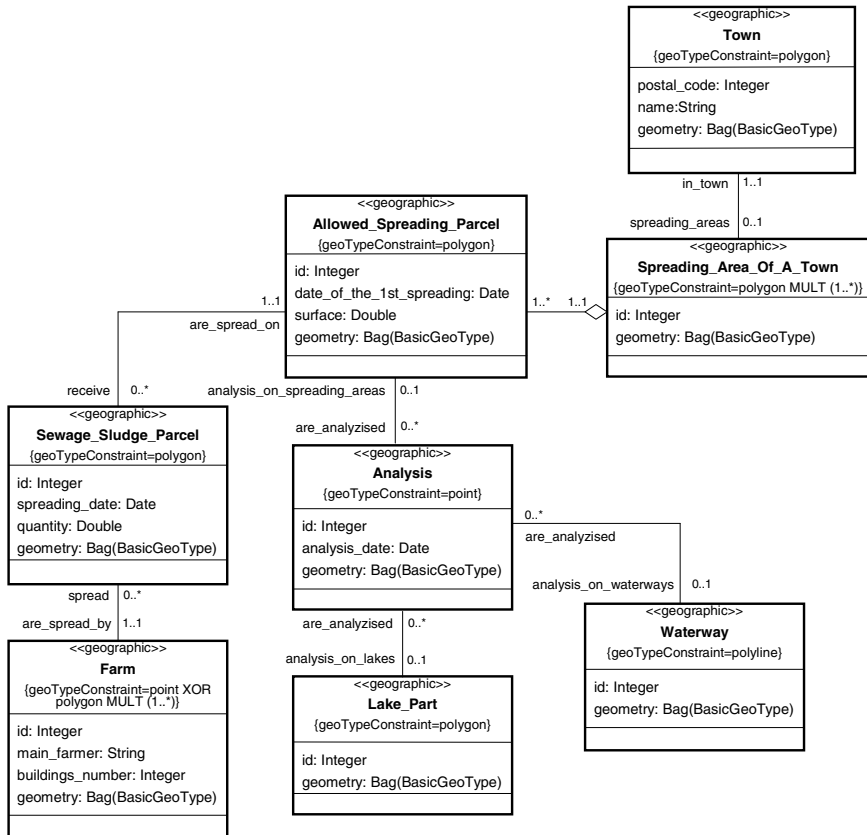 <<geographic>>
Town
{geoTypeConstraint=polygon}
postal_code: Integer
name:String
geometry: Bag(BasicGeoType)
in_town 1..1
spreading_areas 0..1
<<geographic>>
Spreading_Area_Of_A_Town
{geoTypeConstraint=polygon MULT (1..*)}
id: Integer
geometry: Bag(BasicGeoType)
1..* 1..1
<<geographic>>
Allowed_Spreading_Parcel
{geoTypeConstraint=polygon}
id: Integer
date_of_the_1st_spreading: Date
surface: Double
geometry: Bag(BasicGeoType)
1..1
are_spread_on
receive 0..*
<<geographic>>
Sewage_Sludge_Parcel
{geoTypeConstraint=polygon}
id: Integer
spreading_date: Date
quantity: Double
geometry: Bag(BasicGeoType)
spread 0..*
are_spread_by 1..1
<<geographic>>
Farm
{geoTypeConstraint=point XOR
polygon MULT (1..*)}
id: Integer
main_farmer: String
buildings_number: Integer
geometry: Bag(BasicGeoType)
analysis_on_spreading_areas 0..1
are_analyzised 0..*
<<geographic>>
Analysis
{geoTypeConstraint=point}
id: Integer
analysis_date: Date
geometry: Bag(BasicGeoType)
0..*
are_analyzised
analysis_on_waterways 0..1
<<geographic>>
Waterway
{geoTypeConstraint=polyline}
id: Integer
geometry: Bag(BasicGeoType)
are_analyzised 0..*
analysis_on_lakes 0..1
<<geographic>>
Lake_Part
{geoTypeConstraint=polygon}
id: Integer
geometry: Bag(BasicGeoType)